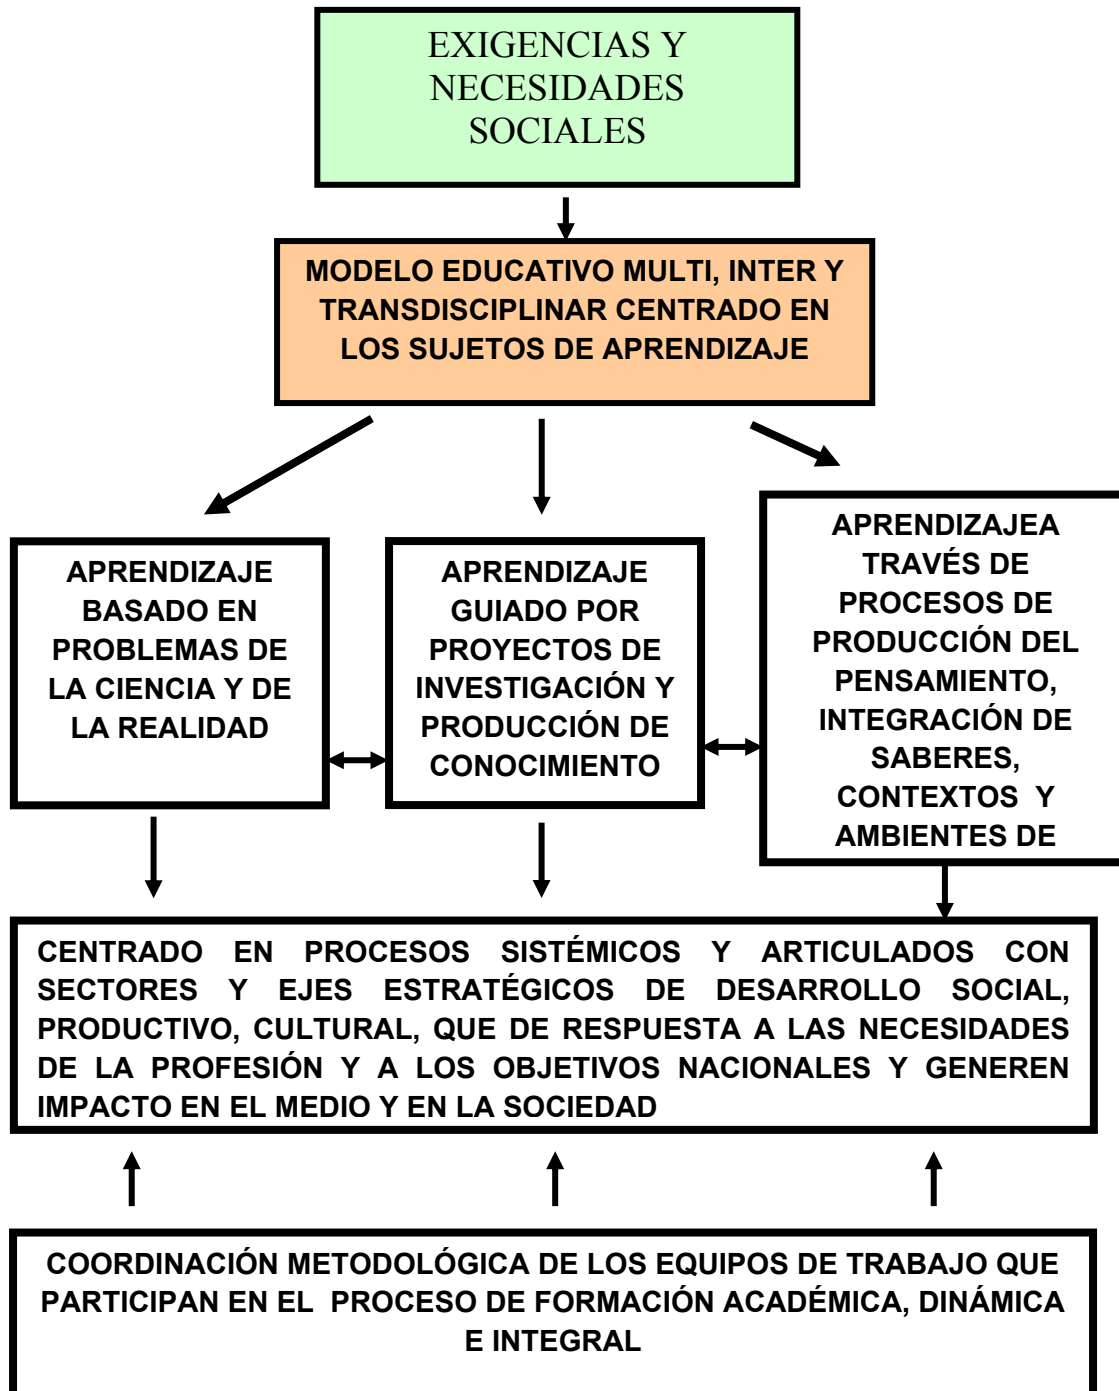 EXIGENCIAS Y
NECESIDADES
SOCIALES
MODELO EDUCATIVO MULTI, INTER Y
TRANSDISCIPLINAR CENTRADO EN
LOS SUJETOS DE APRENDIZAJE
APRENDIZAJE
BASADO EN
PROBLEMAS DE
LA CIENCIA Y DE
LA REALIDAD
APRENDIZAJE
GUIADO POR
PROYECTOS DE
INVESTIGACIÓN Y
PRODUCCIÓN DE
CONOCIMIENTO
APRENDIZAJEA
TRAVÉS DE
PROCESOS DE
PRODUCCIÓN DEL
PENSAMIENTO,
INTEGRACIÓN DE
SABERES,
CONTEXTOS Y
AMBIENTES DE
CENTRADO EN PROCESOS SISTÉMICOS Y ARTICULADOS CON
SECTORES Y EJES ESTRATÉGICOS DE DESARROLLO SOCIAL,
PRODUCTIVO, CULTURAL, QUE DE RESPUESTA A LAS NECESIDADES
DE LA PROFESIÓN Y A LOS OBJETIVOS NACIONALES Y GENEREN
IMPACTO EN EL MEDIO Y EN LA SOCIEDAD
COORDINACIÓN METODOLÓGICA DE LOS EQUIPOS DE TRABAJO QUE
PARTICIPAN EN EL PROCESO DE FORMACIÓN ACADÉMICA, DINÁMICA
E INTEGRAL